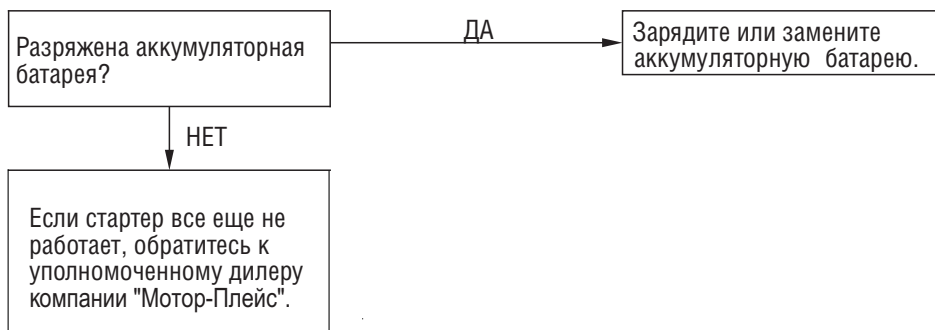 Разряжена аккумуляторная
батарея?
ДА
Зарядите или замените
аккумуляторную батарею.
НЕТ
Если стартер все еще не
работает, обратитесь к
уполномоченному дилеру
компании "Мотор-Плейс".